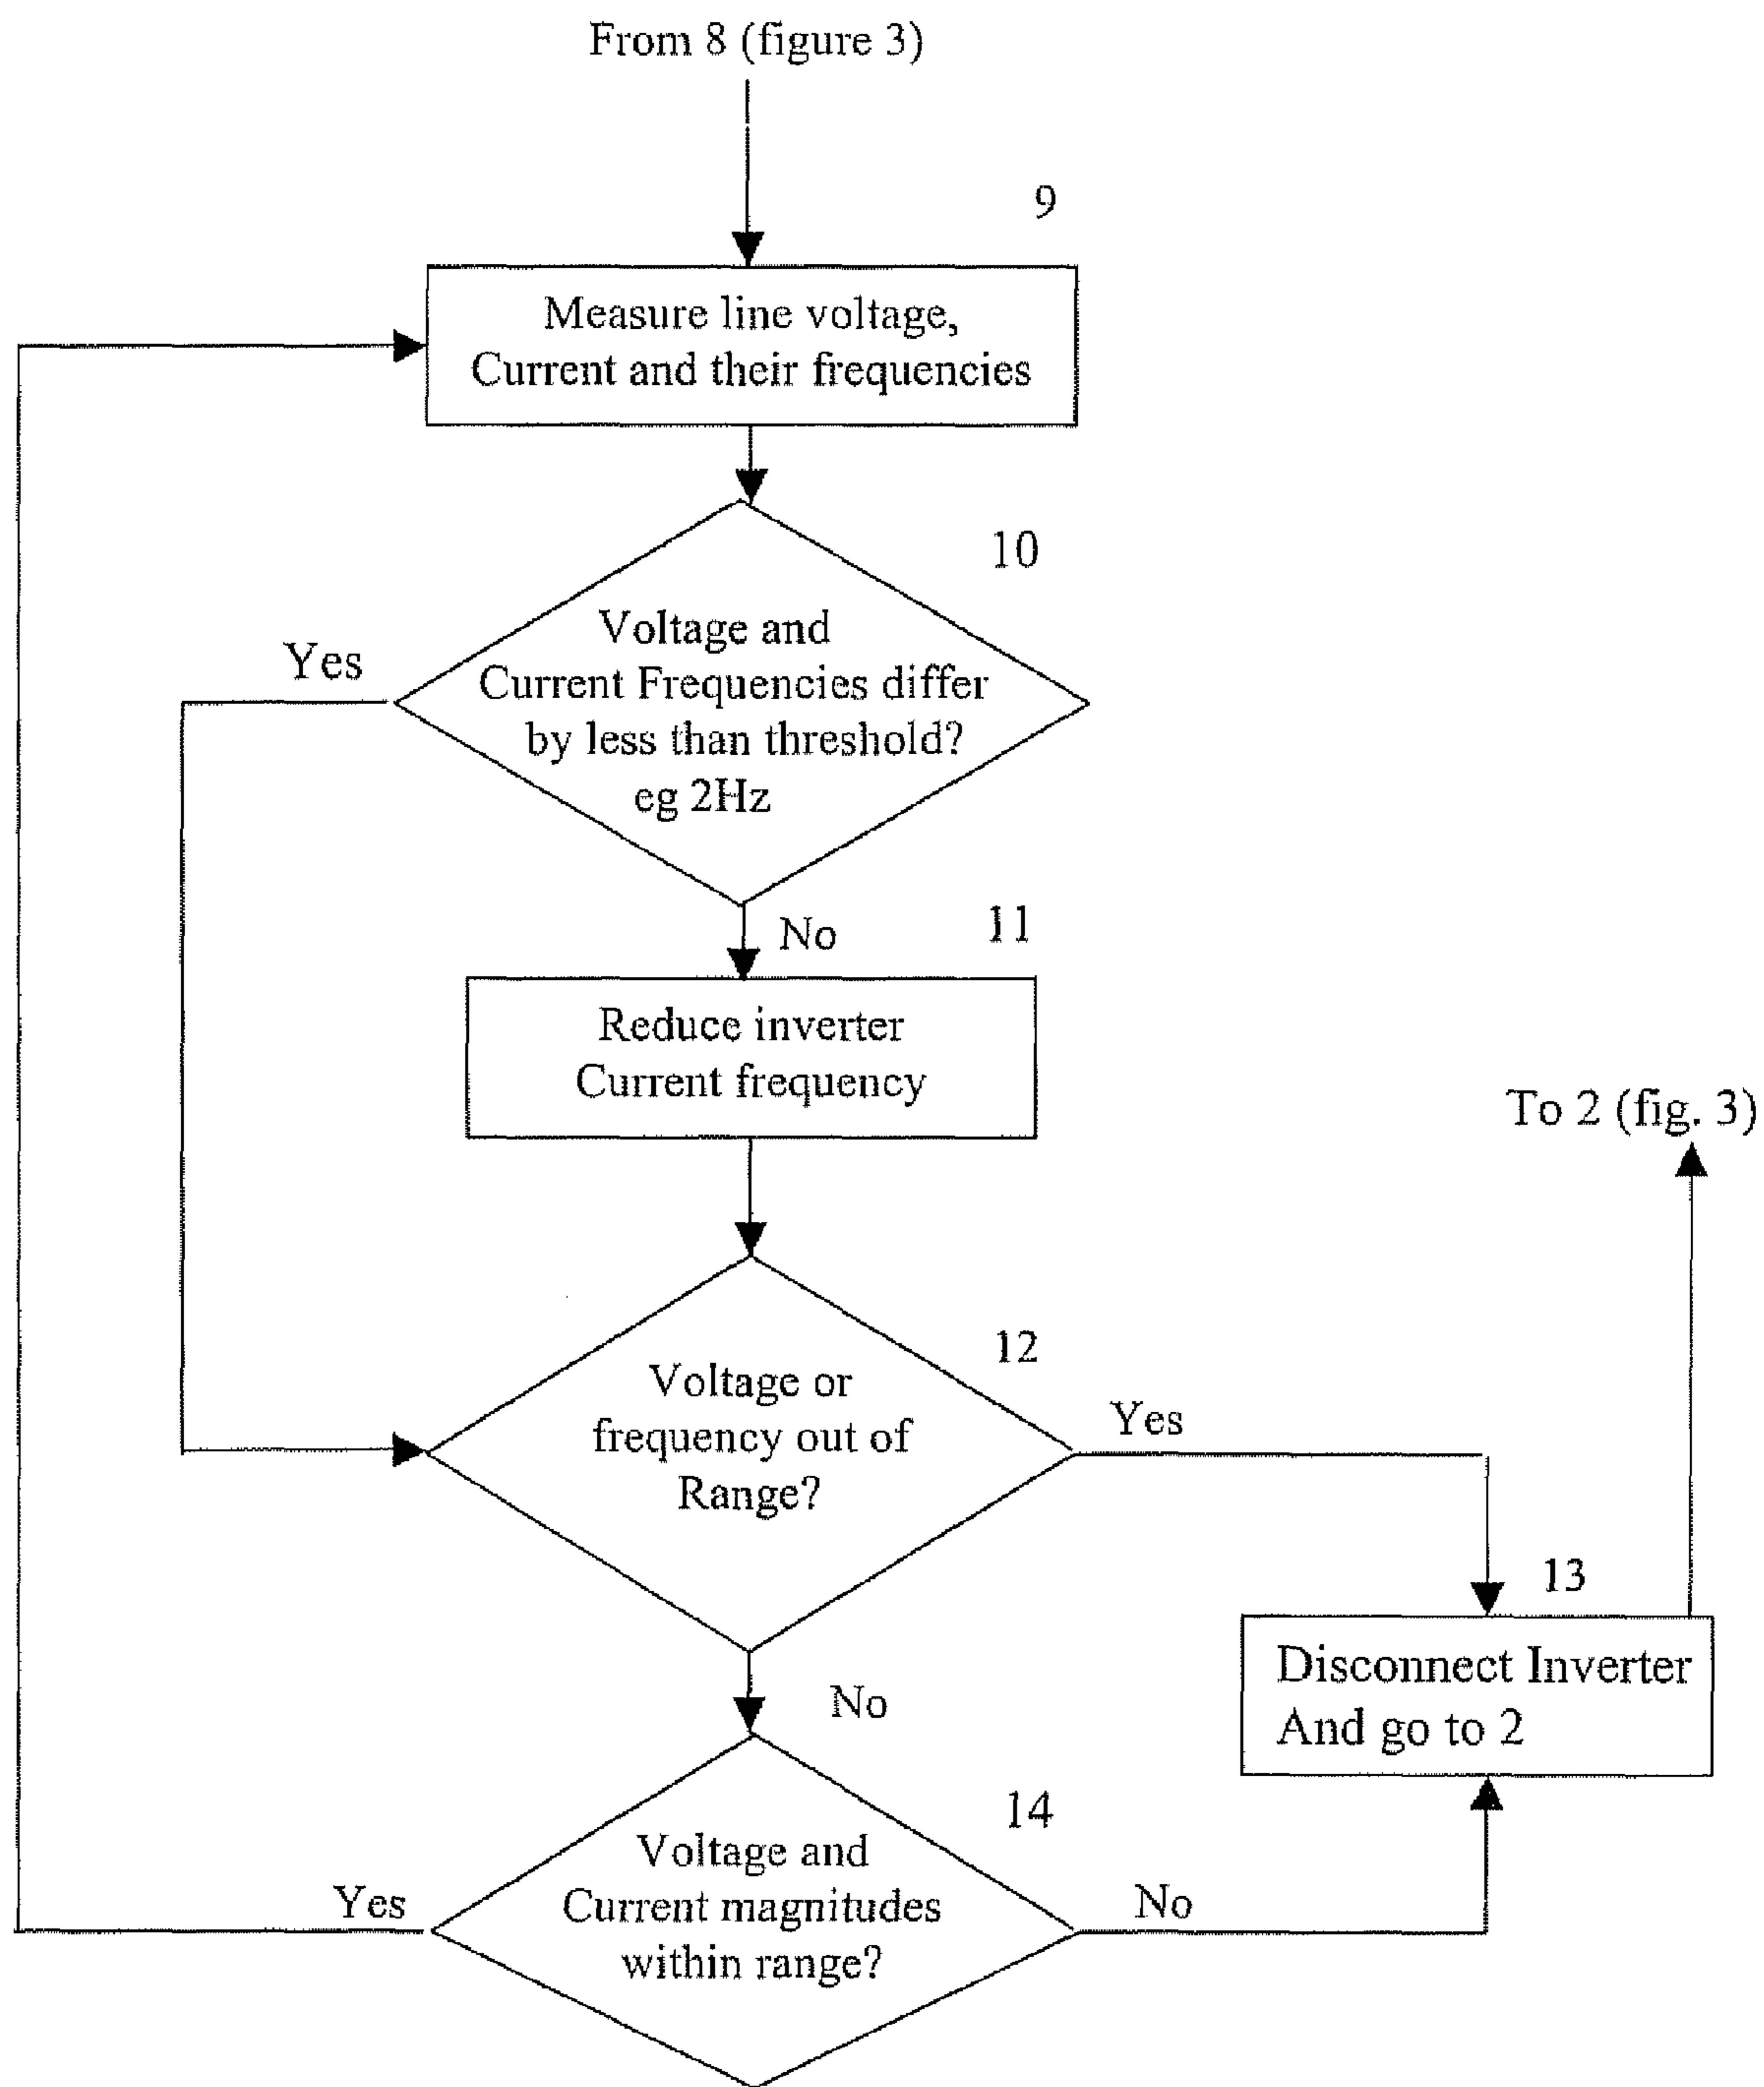 From 8 (figure 3)
9
Measure line voltage,
Current and their frequencies
10
Voltage and
Current Frequencies differ
by less than threshold?
eg 2Hz
Yes
No
11
Reduce inverter
Current frequency
To 2 (fig. 3)
12
Voltage or
frequency out of
Range?
Yes
13
Disconnect Inverter
And go to 2
No
14
Voltage and
Current magnitudes
within range?
Yes
No